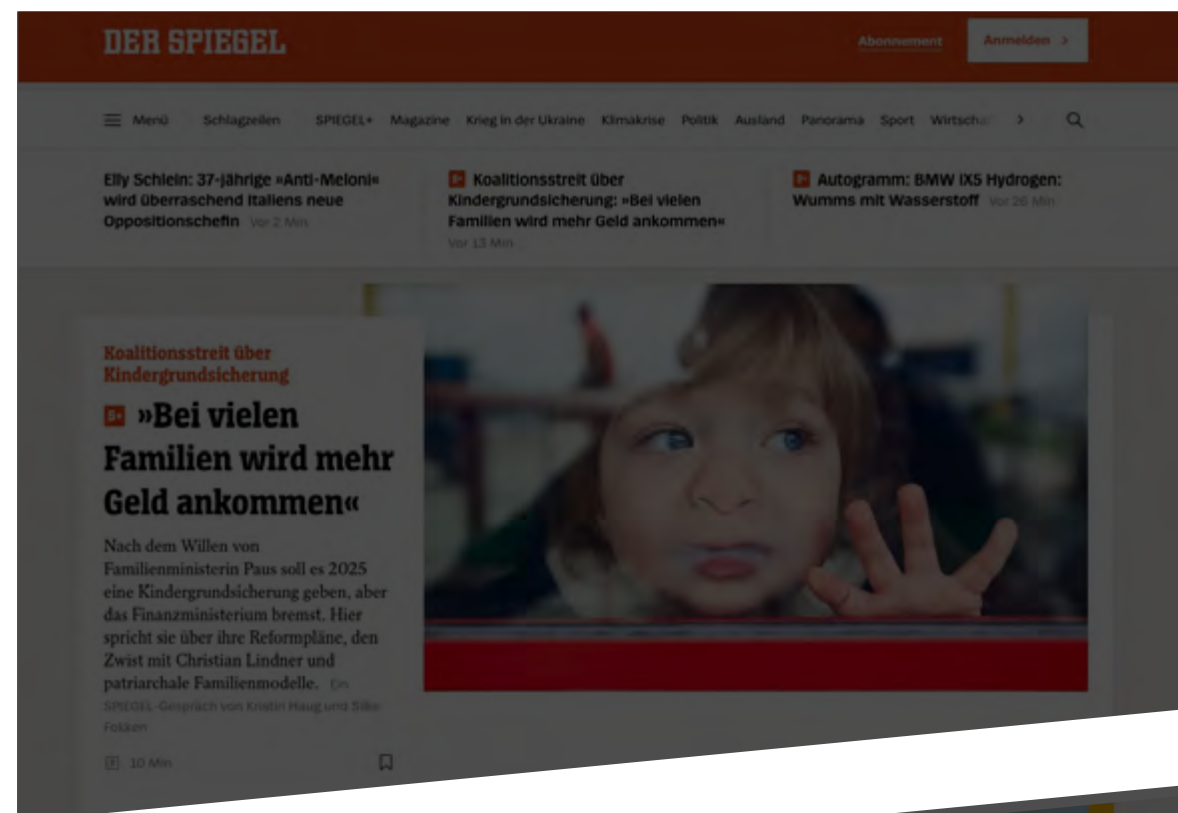 DER SPIEGEL
Abonnement
Anmelden >
Menü Schlagzeilen SPIEGEL+ Magazine Krieg in der Ukraine Klimakrise Politik Ausland Panorama Sport Wirtscha >
Elly Schlein: 37-jährige »Anti-Meloni«
wird überraschend Italiens neue
Oppositionschefin Vor 2 Min
S+ Koalitionsstreit über
Kindergrundsicherung: »Bei vielen
Familien wird mehr Geld ankommen«
Vor 13 Min
S+ Autogramm: BMW iX5 Hydrogen:
Wumms mit Wasserstoff Vor 26 Min
Koalitionsstreit über
Kindergrundsicherung
S+ »Bei vielen
Familien wird mehr
Geld ankommen«
Nach dem Willen von
Familienministerin Paus soll es 2025
eine Kindergrundsicherung geben, aber
das Finanzministerium bremst. Hier
spricht sie über ihre Reformpläne, den
Zwist mit Christian Lindner und
patriarchale Familienmodelle. Ein
SPIEGEL-Gespräch von Kristin Haug und Silke
Fokken
10 Min